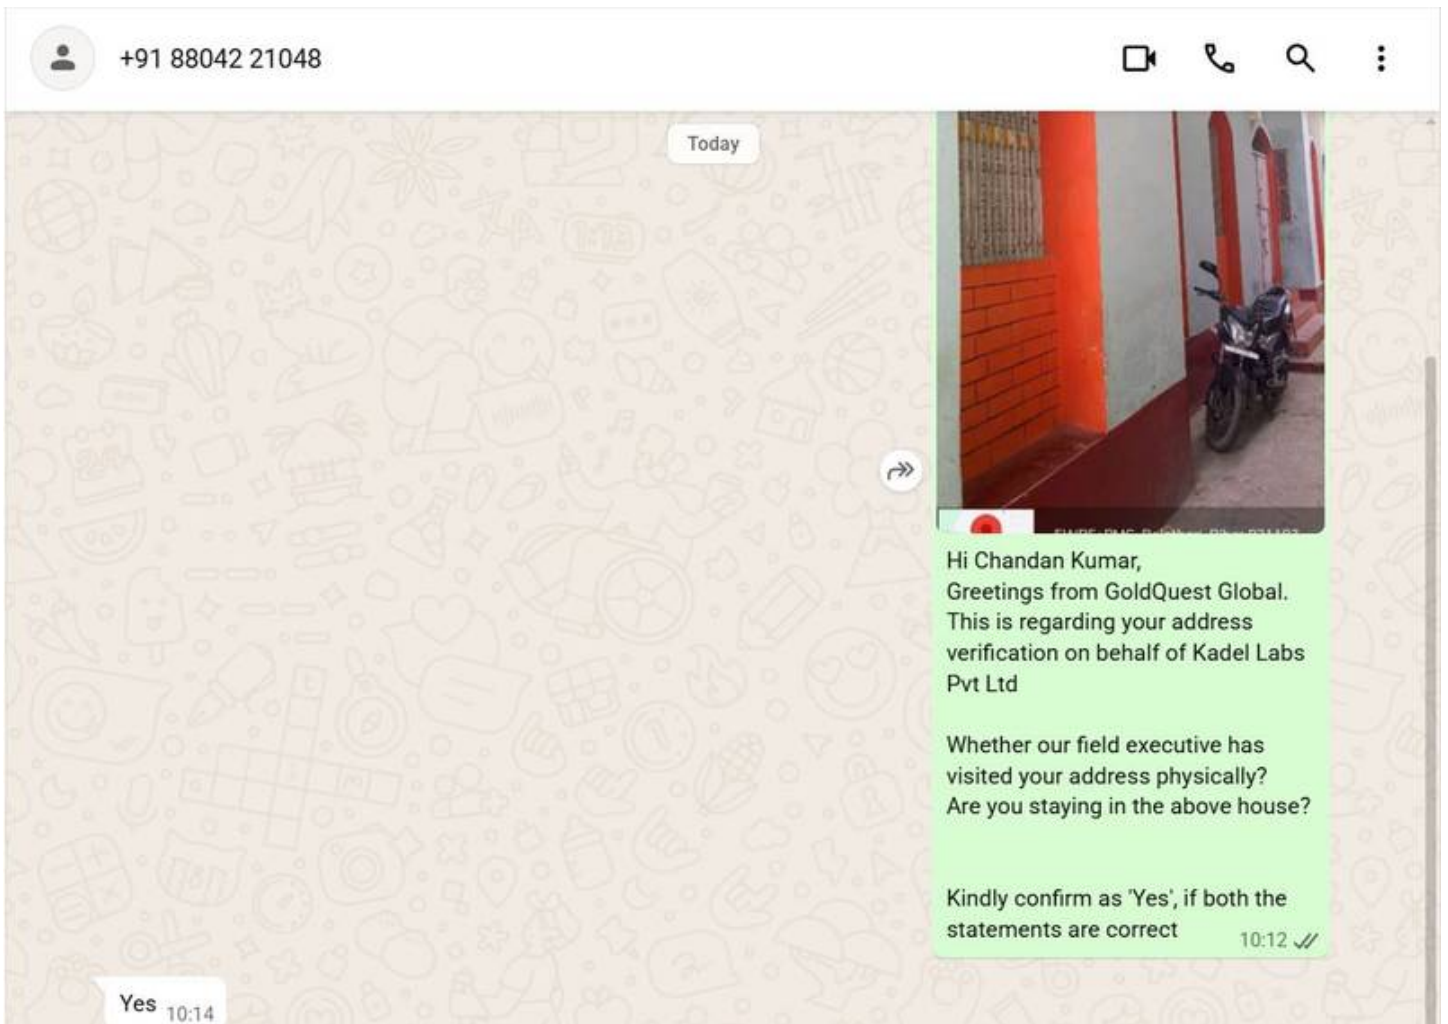 +91 88042 21048
Today
Hi Chandan Kumar,
Greetings from GoldQuest Global.
This is regarding your address
verification on behalf of Kadel Labs
Pvt Ltd
Whether our field executive has
visited your address physically?
Are you staying in the above house?
Kindly confirm as 'Yes', if both the
statements are correct
10:12
Yes 10:14